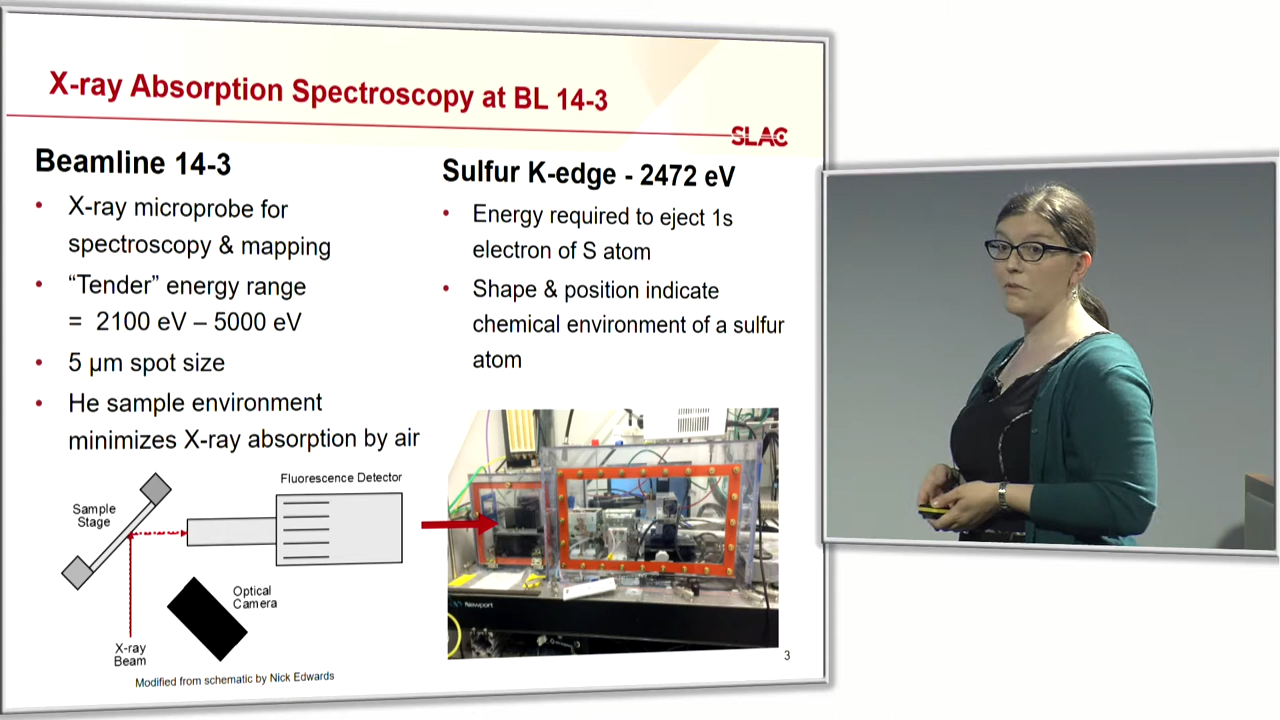 X-ray Absorption Spectroscopy at BL 14-3
SLAC
Beamline 14-3
• X-ray microprobe for
spectroscopy & mapping
• “Tender” energy range
= 2100 eV – 5000 eV
• 5 µm spot size
• He sample environment
minimizes X-ray absorption by air
Sulfur K-edge - 2472 eV
• Energy required to eject 1s
electron of S atom
• Shape & position indicate
chemical environment of a sulfur
atom
Fluorescence Detector
Sample
Stage
Optical
Camera
X-ray
Beam
Modified from schematic by Nick Edwards
Newport
3